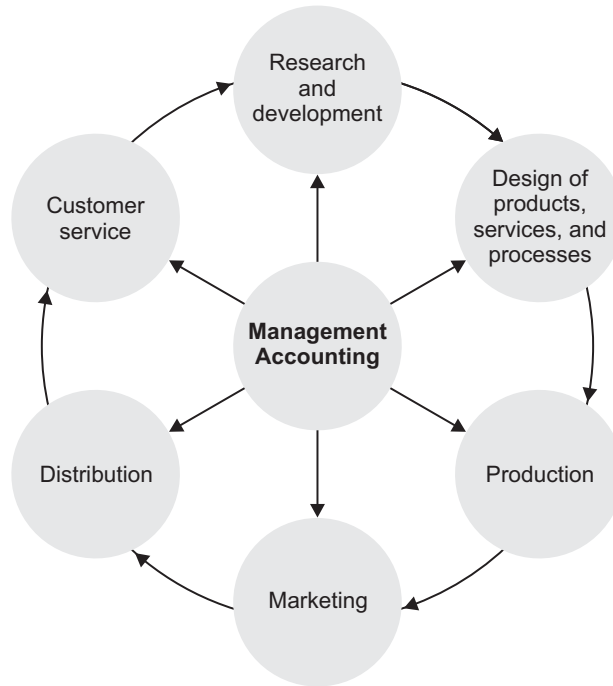 Research
and
development
Design of
products,
services, and
processes
Customer
service
Management
Accounting
Distribution
Production
Marketing